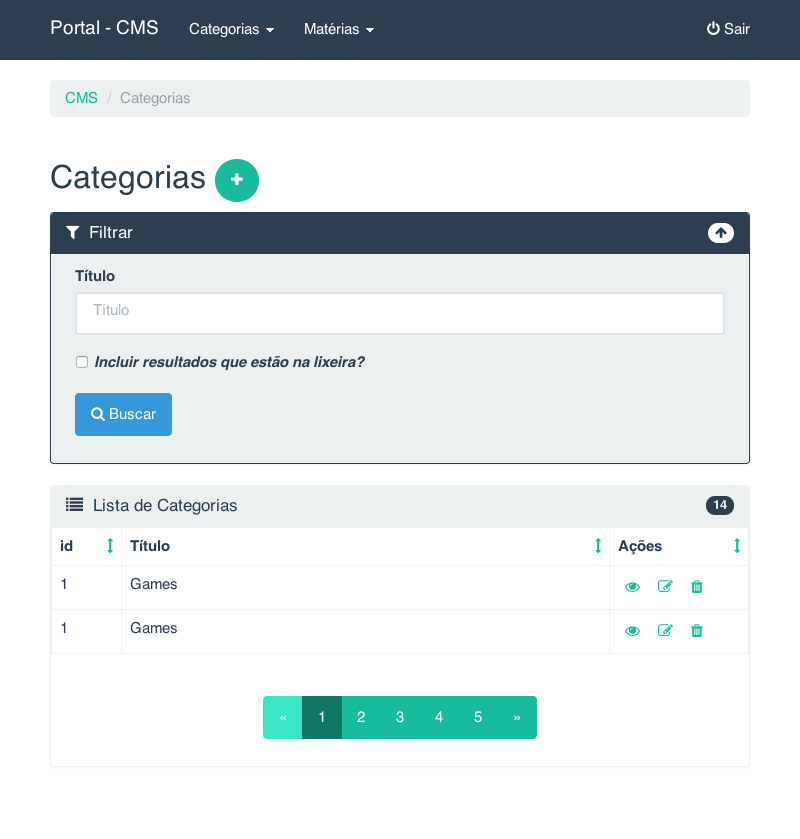 Portal - CMS Categorias Matérias Sair
CMS / Categorias
Categorias +
Filtrar
Título
Título
Incluir resultados que estão na lixeira?
Buscar
Lista de Categorias 14
id Título Ações
1 Games
1 Games
« 1 2 3 4 5 »